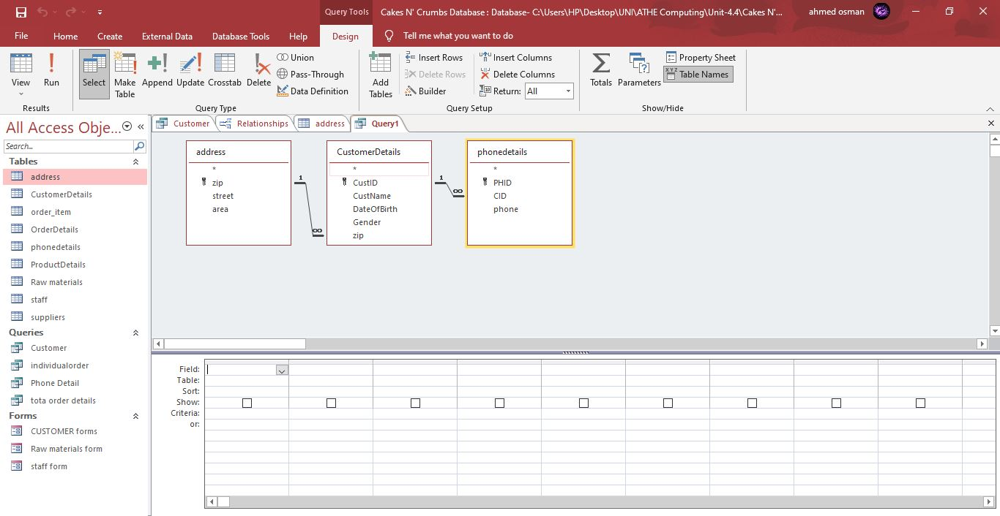 Query Tools
Cakes N' Crumbs Database : Database- C:\Users\HP\Desktop\UNI\ATHE Computing\Unit-4.4\Cakes N'...
ahmed osman
File Home Create External Data Database Tools Help Design Tell me what you want to do
View
Run
Results
Select
Make Table
Append
Update
Crosstab
Delete
Union
Pass-Through
Data Definition
Query Type
Add Tables
Insert Rows
Delete Rows
Builder
Insert Columns
Delete Columns
Return: All
Query Setup
Totals
Parameters
Property Sheet
XYZ
Table Names
Show/Hide
All Access Obje...
Search...
Tables
address
CustomerDetails
order_item
OrderDetails
phonedetails
ProductDetails
Raw materials
staff
suppliers
Queries
Customer
individualorder
Phone Detail
tota order details
Forms
CUSTOMER forms
Raw materials form
staff form
Customer Relationships address Query1
address
*
zip
street
area
1
∞
CustomerDetails
*
CustID
CustName
DateOfBirth
Gender
zip
1
∞
phonedetails
*
PHID
CID
phone
Field:
Table:
Sort:
Show:
Criteria:
or: